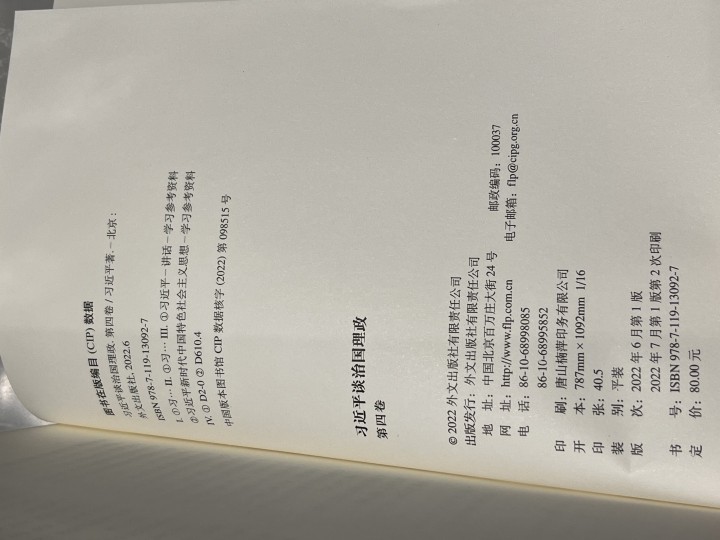 图书在版编目 (CIP) 数据
习近平谈治国理政. 第四卷 / 习近平著. – 北京：
外文出版社, 2022.6
ISBN 978-7-119-13092-7
I. ①习… II. ①习… III. ①习近平－讲话－学习参考资料
②习近平新时代中国特色社会主义思想－学习参考资料
IV. ① D2-0 ② D610.4
中国版本图书馆 CIP 数据核字 (2022) 第 098515 号
习近平谈治国理政
第四卷
© 2022 外文出版社有限责任公司
出版发行：外文出版社有限责任公司
地 址：中国北京百万庄大街 24 号 邮政编码：100037
网 址：http://www.flp.com.cn 电子邮箱：flp@cipg.org.cn
电 话：86-10-68998085
86-10-68995852
印 刷：唐山楠萍印务有限公司
开 本：787mm × 1092mm 1/16
印 张：40.5
装 别：平装
版 次：2022 年 6 月第 1 版
2022 年 7 月第 1 版第 2 次印刷
书 号：ISBN 978-7-119-13092-7
定 价：80.00 元